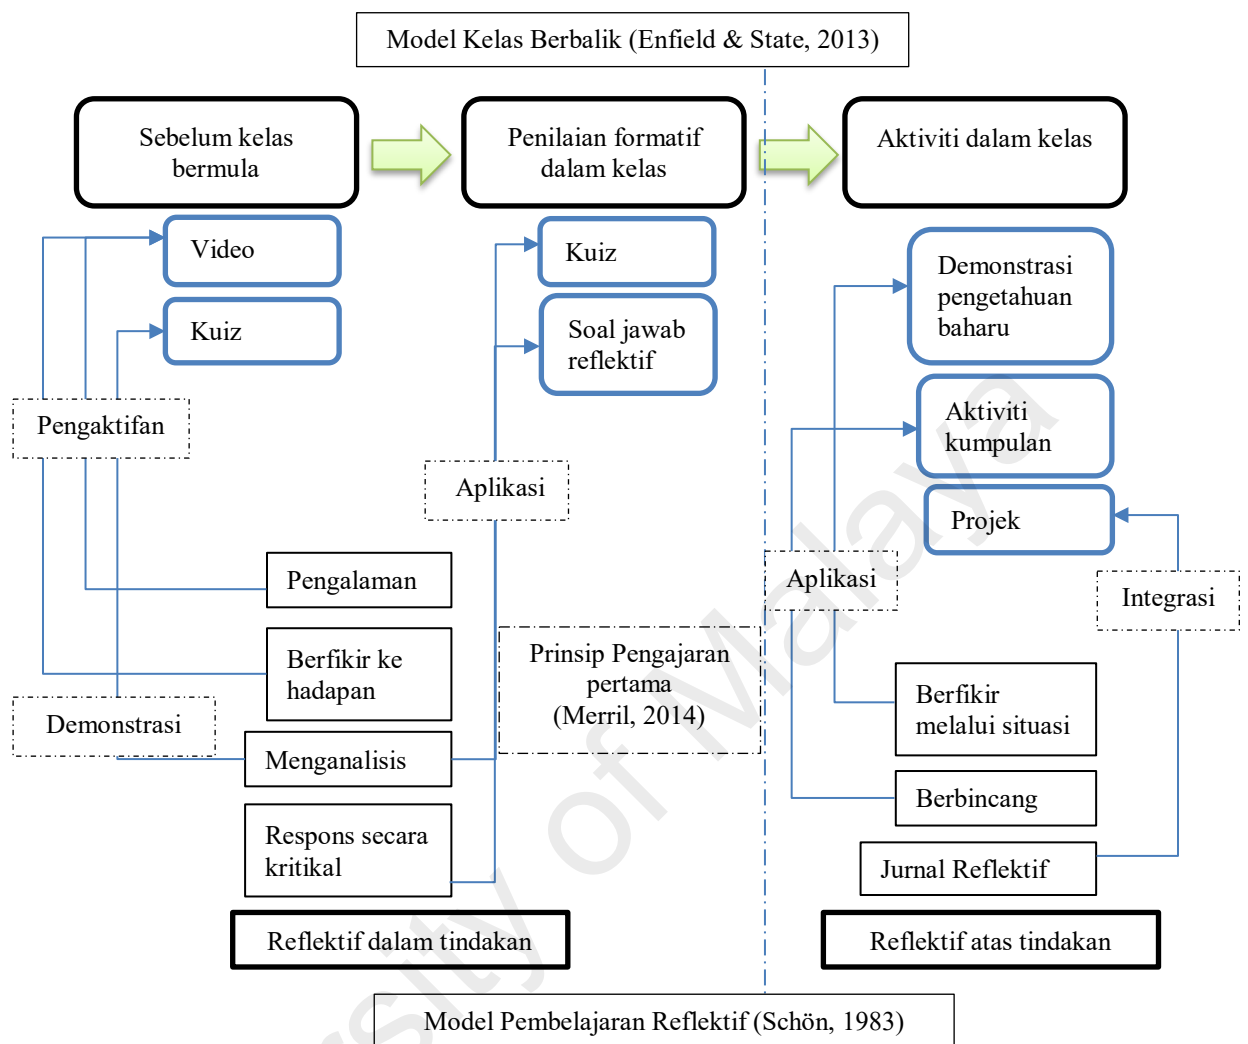 Model Kelas Berbalik (Enfield & State, 2013)
Sebelum kelas
bermula
Penilaian formatif
dalam kelas
Aktiviti dalam kelas
Video
Kuiz
Kuiz
Soal jawab
reflektif
Demonstrasi
pengetahuan
baharu
Aktiviti
kumpulan
Projek
Pengaktifan
Aplikasi
Aplikasi
Integrasi
Pengalaman
Berfikir ke
hadapan
Demonstrasi
Menganalisis
Respons secara
kritikal
Prinsip Pengajaran
pertama
(Merril, 2014)
Berfikir
melalui situasi
Berbincang
Jurnal Reflektif
Reflektif dalam tindakan
Reflektif atas tindakan
Model Pembelajaran Reflektif (Schön, 1983)
ersity of Malaya